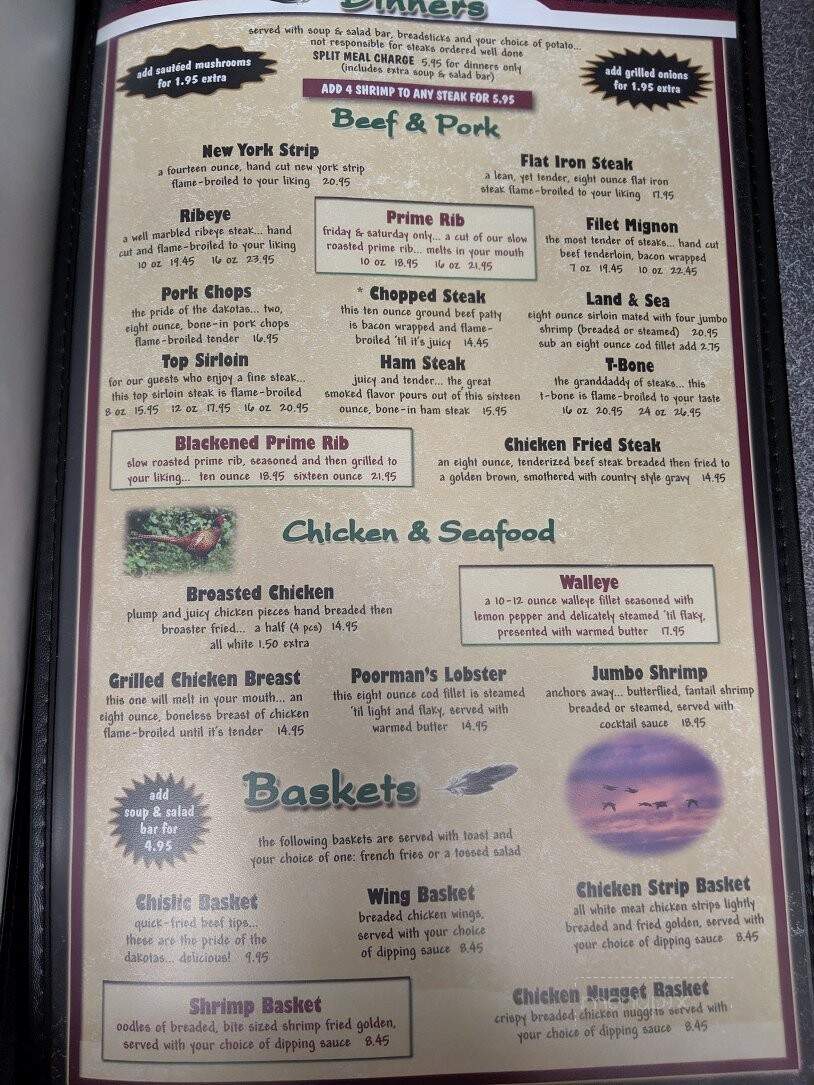 Dinners
served with soup & salad bar, breadsticks and your choice of potato...
not responsible for steaks ordered well done
SPLIT MEAL CHARGE 5.95 for dinners only
(includes extra soup & salad bar)
add sautéed mushrooms
for 1.95 extra
add grilled onions
for 1.95 extra
ADD 4 SHRIMP TO ANY STEAK FOR 5.95
Beef & Pork
New York Strip
a fourteen ounce, hand cut new york strip
flame-broiled to your liking 20.95
Flat Iron Steak
a lean, yet tender, eight ounce flat iron
steak flame-broiled to your liking 17.95
Ribeye
a well marbled ribeye steak... hand
cut and flame-broiled to your liking
10 oz 19.45 16 oz 23.95
Prime Rib
friday & saturday only... a cut of our slow
roasted prime rib... melts in your mouth
10 oz 18.95 16 oz 21.95
Filet Mignon
the most tender of steaks... hand cut
beef tenderloin, bacon wrapped
7 oz 19.45 10 oz 22.45
Pork Chops
the pride of the dakotas... two,
eight ounce, bone-in pork chops
flame-broiled tender 16.95
* Chopped Steak
this ten ounce ground beef patty
is bacon wrapped and flame-
broiled 'til it's juicy 14.45
Land & Sea
eight ounce sirloin mated with four jumbo
shrimp (breaded or steamed) 20.95
sub an eight ounce cod fillet add 2.75
Top Sirloin
for our guests who enjoy a fine steak...
this top sirloin steak is flame-broiled
8 oz 15.95 12 oz 17.95 16 oz 20.95
Ham Steak
juicy and tender... the great
smoked flavor pours out of this sixteen
ounce, bone-in ham steak 15.95
T-Bone
the granddaddy of steaks... this
t-bone is flame-broiled to your taste
16 oz 20.95 24 oz 26.95
Blackened Prime Rib
slow roasted prime rib, seasoned and then grilled to
your liking... ten ounce 18.95 sixteen ounce 21.95
Chicken Fried Steak
an eight ounce, tenderized beef steak breaded then fried to
a golden brown, smothered with country style gravy 14.95
Chicken & Seafood
Broasted Chicken
plump and juicy chicken pieces hand breaded then
broaster fried... a half (4 pcs) 14.95
all white 1.50 extra
Walleye
a 10-12 ounce walleye fillet seasoned with
lemon pepper and delicately steamed 'til flaky,
presented with warmed butter 17.95
Grilled Chicken Breast
this one will melt in your mouth... an
eight ounce, boneless breast of chicken
flame-broiled until it's tender 14.95
Poorman's Lobster
this eight ounce cod fillet is steamed
'til light and flaky, served with
warmed butter 14.95
Jumbo Shrimp
anchors away... butterflied, fantail shrimp
breaded or steamed, served with
cocktail sauce 18.95
Baskets
add
soup & salad
bar for
4.95
the following baskets are served with toast and
your choice of one: french fries or a tossed salad
Chislic Basket
quick-fried beef tips...
these are the pride of the
dakotas... delicious! 9.95
Wing Basket
breaded chicken wings,
served with your choice
of dipping sauce 8.45
Chicken Strip Basket
all white meat chicken strips lightly
breaded and fried golden, served with
your choice of dipping sauce 8.45
Shrimp Basket
oodles of breaded, bite sized shrimp fried golden,
served with your choice of dipping sauce 8.45
Chicken Nugget Basket
crispy breaded chicken nuggets served with
your choice of dipping sauce 8.45